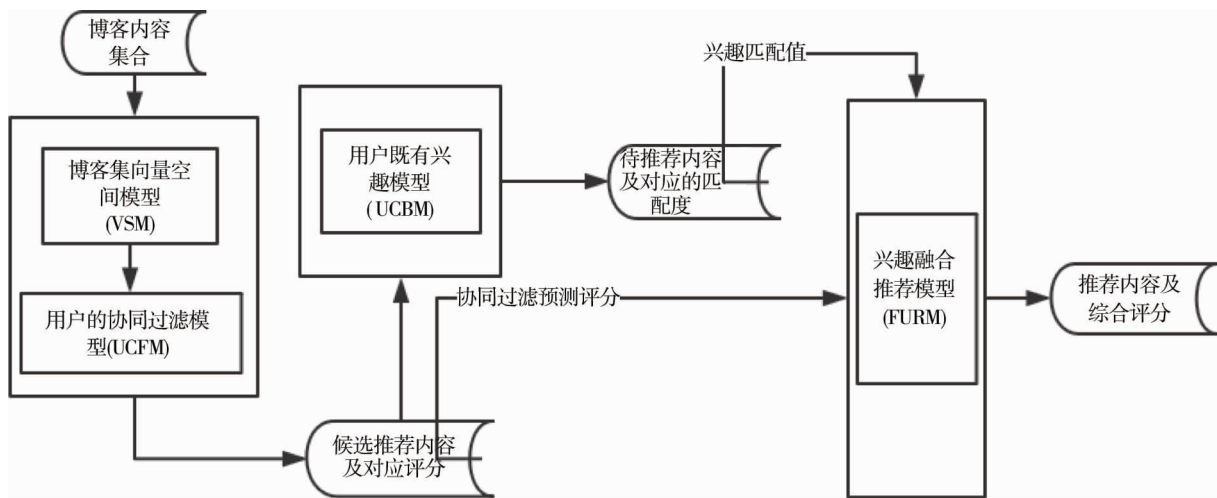 博客内容
集合
博客集向量空
间模型
(VSM)
用户的协同过滤模
型(UCFM)
用户既有兴
趣模型
(UCBM)
候选推荐内容
及对应评分
待推荐内容
及对应的匹
配度
兴趣匹配值
协同过滤预测评分
兴趣融合
推荐模型
(FURM)
推荐内容及
综合评分